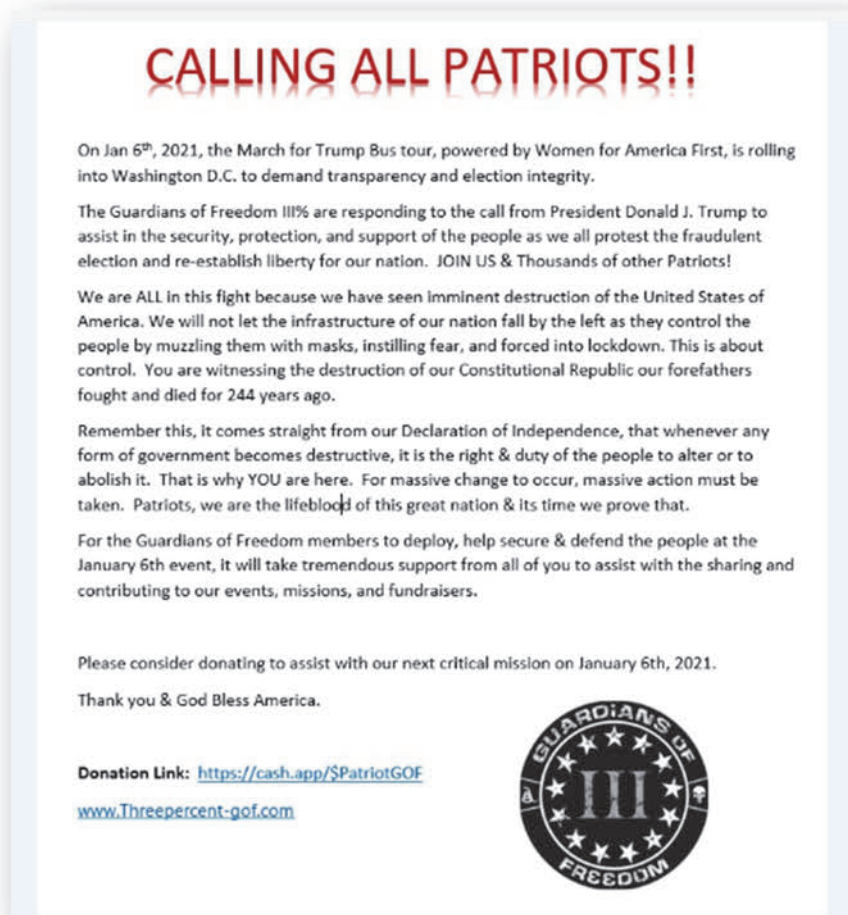 CALLING ALL PATRIOTS!!
On Jan 6th, 2021, the March for Trump Bus tour, powered by Women for America First, is rolling
into Washington D.C. to demand transparency and election integrity.
The Guardians of Freedom III% are responding to the call from President Donald J. Trump to
assist in the security, protection, and support of the people as we all protest the fraudulent
election and re-establish liberty for our nation.  JOIN US & Thousands of other Patriots!
We are ALL in this fight because we have seen imminent destruction of the United States of
America. We will not let the infrastructure of our nation fall by the left as they control the
people by muzzling them with masks, instilling fear, and forced into lockdown. This is about
control.  You are witnessing the destruction of our Constitutional Republic our forefathers
fought and died for 244 years ago.
Remember this, it comes straight from our Declaration of Independence, that whenever any
form of government becomes destructive, it is the right & duty of the people to alter or to
abolish it.  That is why YOU are here.  For massive change to occur, massive action must be
taken.  Patriots, we are the lifeblood of this great nation & its time we prove that.
For the Guardians of Freedom members to deploy, help secure & defend the people at the
January 6th event, it will take tremendous support from all of you to assist with the sharing and
contributing to our events, missions, and fundraisers.
Please consider donating to assist with our next critical mission on January 6th, 2021.
Thank you & God Bless America.
Donation Link:  https://cash.app/$PatriotGOF
www.Threepercent-gof.com
GUARDIANS OF
III
FREEDOM